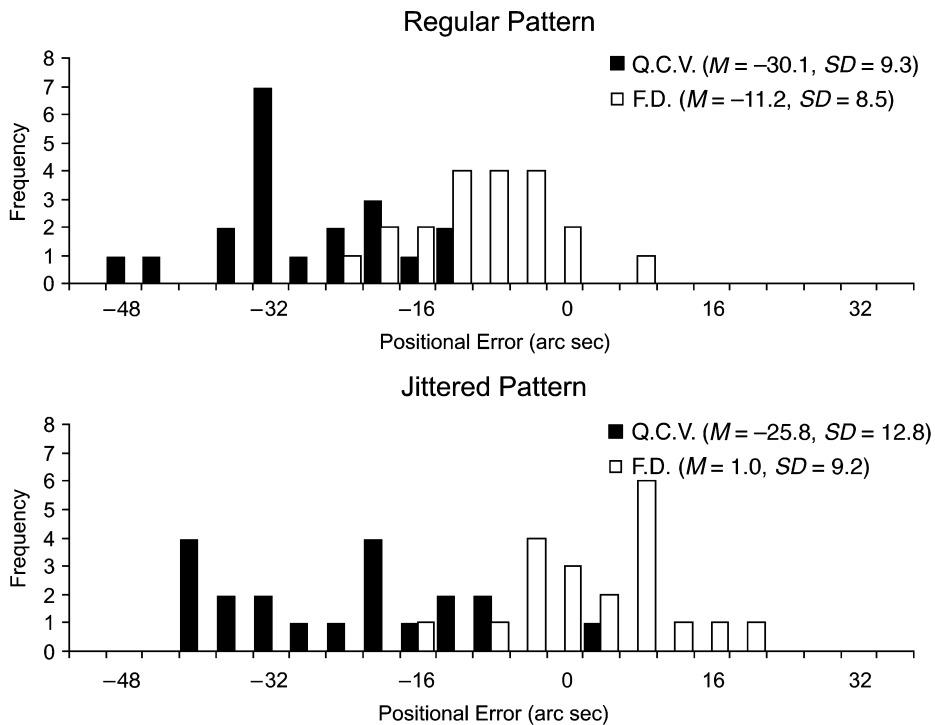 Regular Pattern
8
7
6
5
4
3
2
1
0
Frequency
Q.C.V. (M = –30.1, SD = 9.3)
F.D. (M = –11.2, SD = 8.5)
–48 –32 –16 0 16 32
Positional Error (arc sec)
Jittered Pattern
8
7
6
5
4
3
2
1
0
Frequency
Q.C.V. (M = –25.8, SD = 12.8)
F.D. (M = 1.0, SD = 9.2)
–48 –32 –16 0 16 32
Positional Error (arc sec)